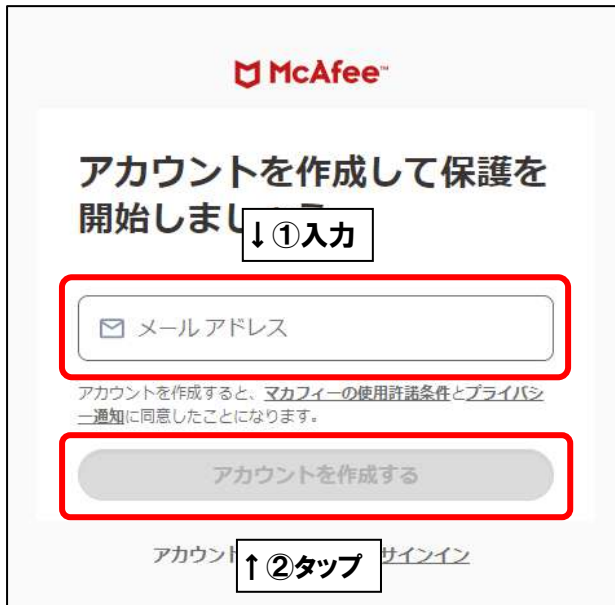 McAfee™
アカウントを作成して保護を
開始しまし
↓①入力
メール アドレス
アカウントを作成すると、マカフィーの使用許諾条件とプライバシ
ー通知に同意したことになります。
アカウントを作成する
アカウント
サインイン
↑②タップ